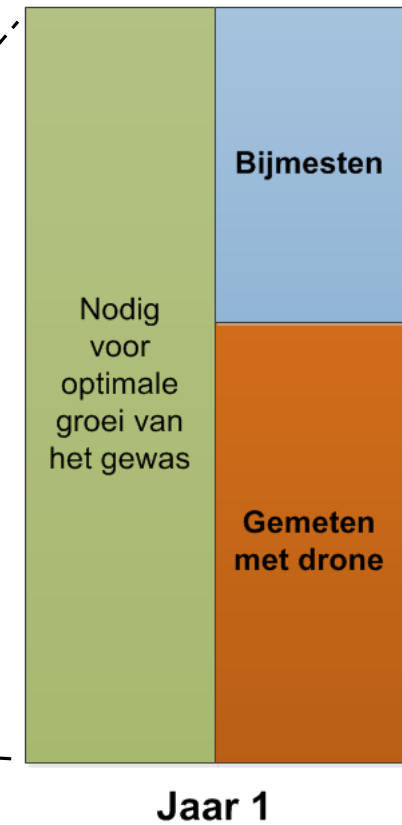 Bijmesten
Nodig
voor
optimale
groei van
het gewas
Gemeten
met drone
Jaar 1